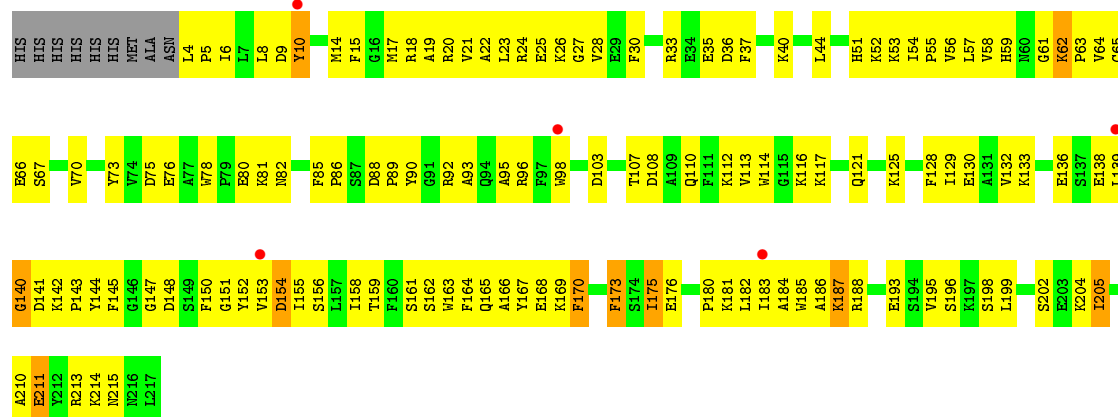 HIS HIS HIS HIS HIS HIS MET ALA ASN L4 P5 I6 L7 L8 D9 Y10 M14 F15 G16 M17 R18 A19 R20 V21 A22 L23 R24 E25 K26 G27 V28 E29 F30 R33 E34 E35 D36 F37 K40 L44 H51 K52 K53 I54 P55 V56 L57 V58 H59 N60 G61 K62 P63 V64
E66 S67 V70 Y73 V74 D75 E76 A77 W78 P79 E80 K81 N82 F85 P86 S87 D88 P89 Y90 G91 R92 A93 Q94 A95 R96 F97 W98 D103 T107 D108 A109 Q110 F111 K112 V113 W114 G115 K116 K117 Q121 K125 F128 I129 E130 A131 V132 K133 E136 S137 E138
G140 D141 K142 P143 Y144 F145 G146 G147 D148 S149 F150 G151 Y152 V153 D154 I155 S156 L157 I158 T159 F160 S161 S162 W163 F164 Q165 A166 Y167 E168 K169 F170 F173 S174 I175 E176 P180 K181 L182 I183 A184 W185 A186 K187 R188 E193 S194 V195 S196 K197 S198 L199 S202 E203 K204 I205
A210 E211 Y212 R213 K214 N215 N216 L217